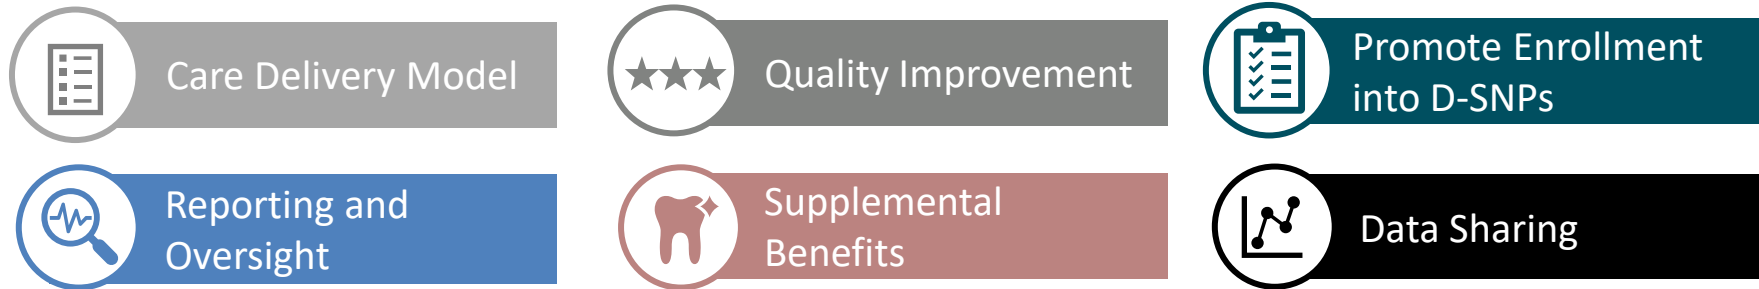 Care Delivery Model
Quality Improvement
Promote Enrollment
into D-SNPs
Reporting and
Oversight
Supplemental
Benefits
Data Sharing